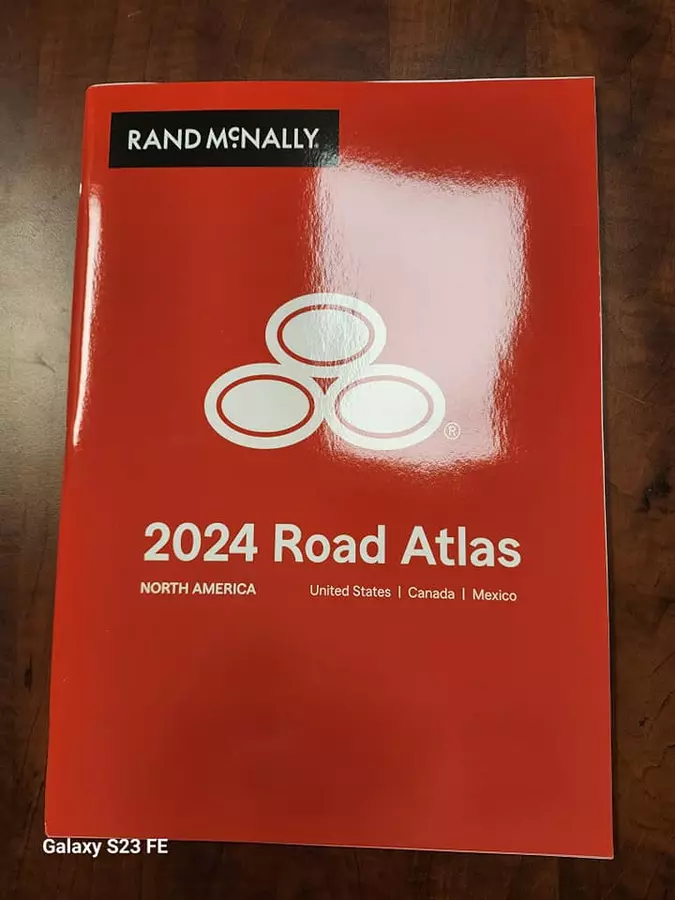 RAND McNALLY
®
2024 Road Atlas
NORTH AMERICA United States | Canada | Mexico
Galaxy S23 FE